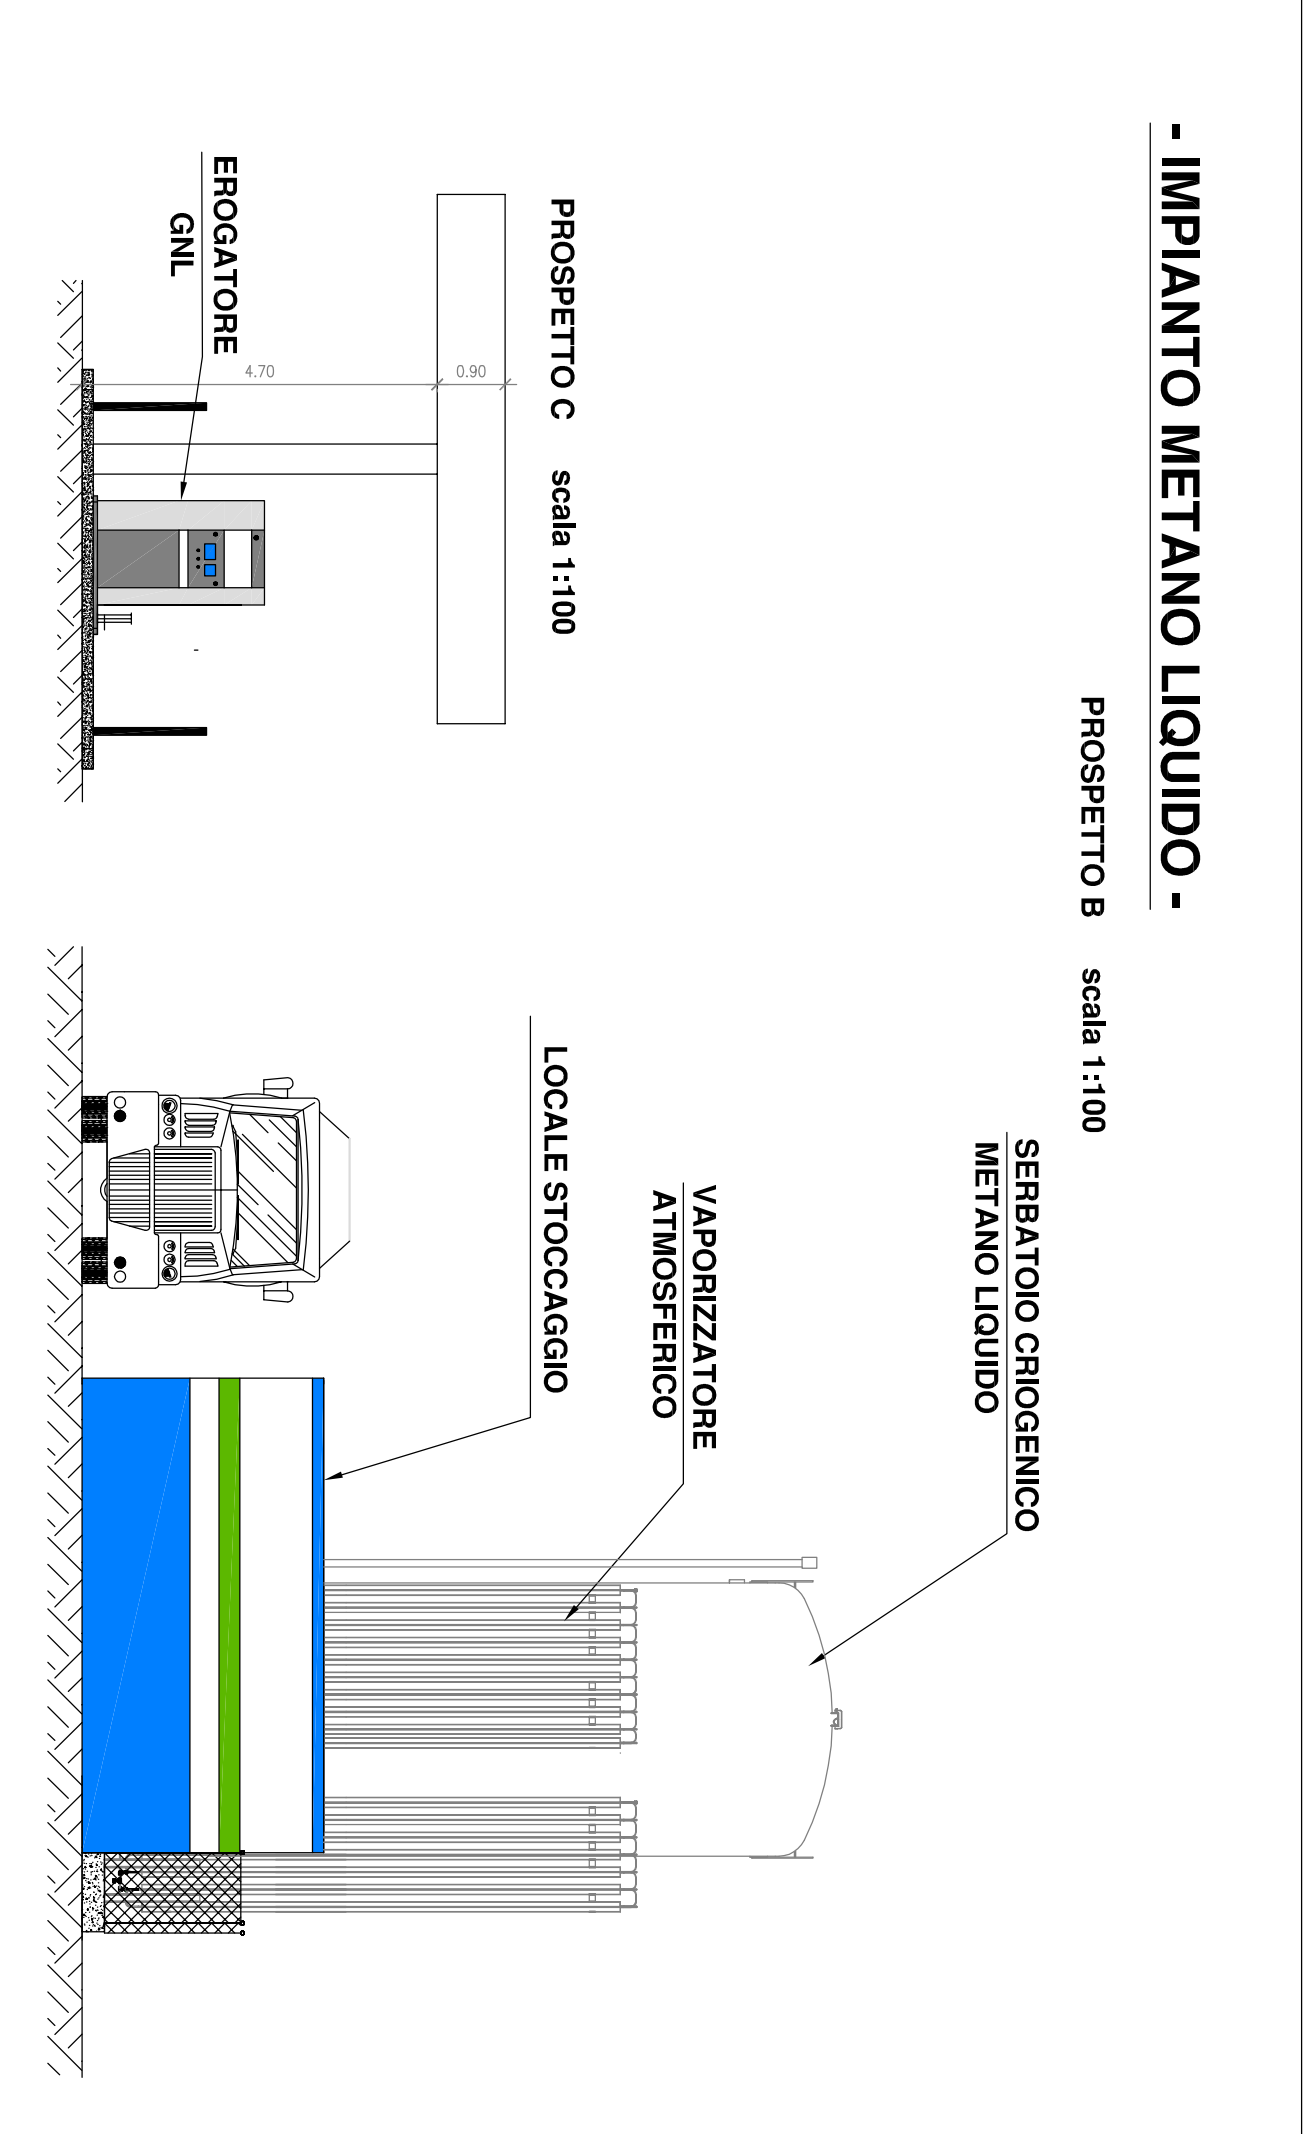 - IMPIANTO METANO LIQUIDO -
PROSPETTO B scala 1:100
SERBATOIO CRIOGENICO
METANO LIQUIDO
VAPORIZZATORE
ATMOSFERICO
LOCALE STOCCAGGIO
PROSPETTO C scala 1:100
0.90
4.70
EROGATORE
GNL